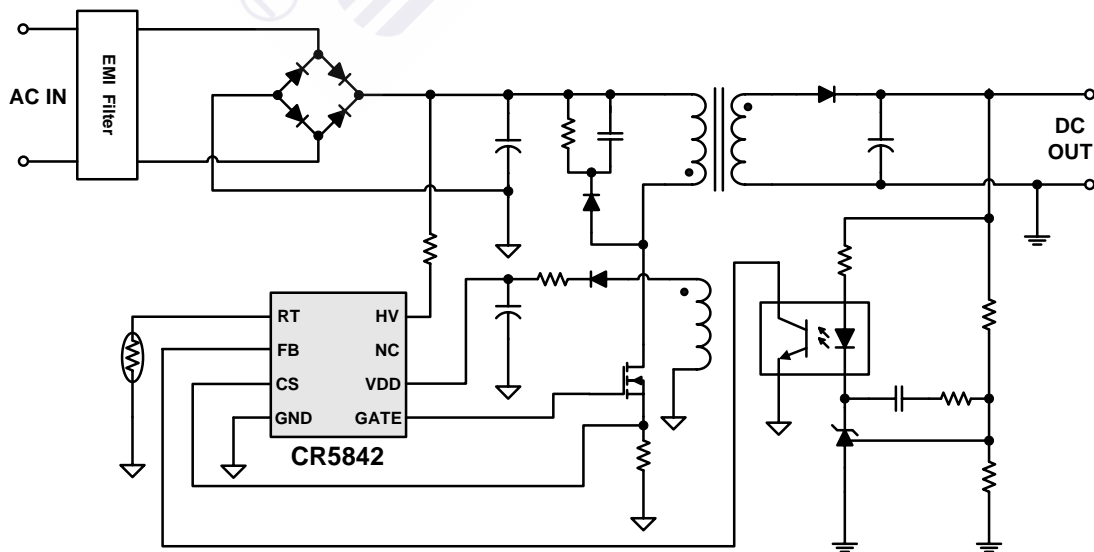 AC IN
EMI Filter
DC
OUT
RT
HV
FB
NC
CS
VDD
GND
GATE
CR5842